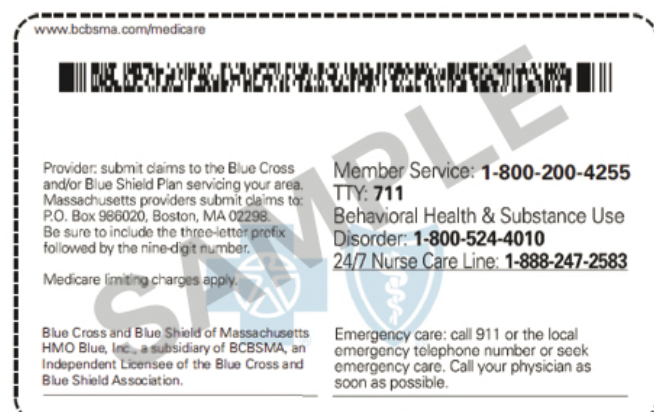 www.bcbsma.com/medicare
Provider: submit claims to the Blue Cross
and/or Blue Shield Plan servicing your area.
Massachusetts providers submit claims to:
P.O. Box 986020, Boston, MA 02298.
Be sure to include the three-letter prefix
followed by the nine-digit number.
Medicare limiting charges apply.
Blue Cross and Blue Shield of Massachusetts
HMO Blue, Inc., a subsidiary of BCBSMA, an
Independent Licensee of the Blue Cross and
Blue Shield Association.
Member Service: 1-800-200-4255
TTY: 711
Behavioral Health & Substance Use
Disorder: 1-800-524-4010
24/7 Nurse Care Line: 1-888-247-2583
Emergency care: call 911 or the local
emergency telephone number or seek
emergency care. Call your physician as
soon as possible.
SAMPLE